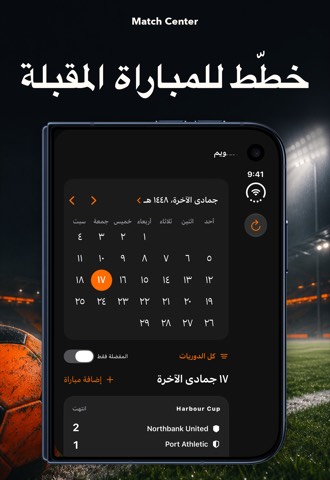 Match Center
خطّط للمباراة المقبلة
...ويم
9:41
جمادى الآخرة، ١٤٤٨ هـ
أحد اثنين ثلاثاء أربعاء خميس جمعة سبت
١ ٢ ٣ ٤
٥ ٦ ٧ ٨ ٩ ١٠ ١١
١٢ ١٣ ١٤ ١٥ ١٦ ١٧ ١٨
١٩ ٢٠ ٢١ ٢٢ ٢٣ ٢٤ ٢٥
٢٦ ٢٧ ٢٨ ٢٩
كل الدوريات
المفضلة فقط
١٧ جمادى الآخرة
+ إضافة مباراة
Harbour Cup
انتهت
Northbank United 2
Port Athletic 1